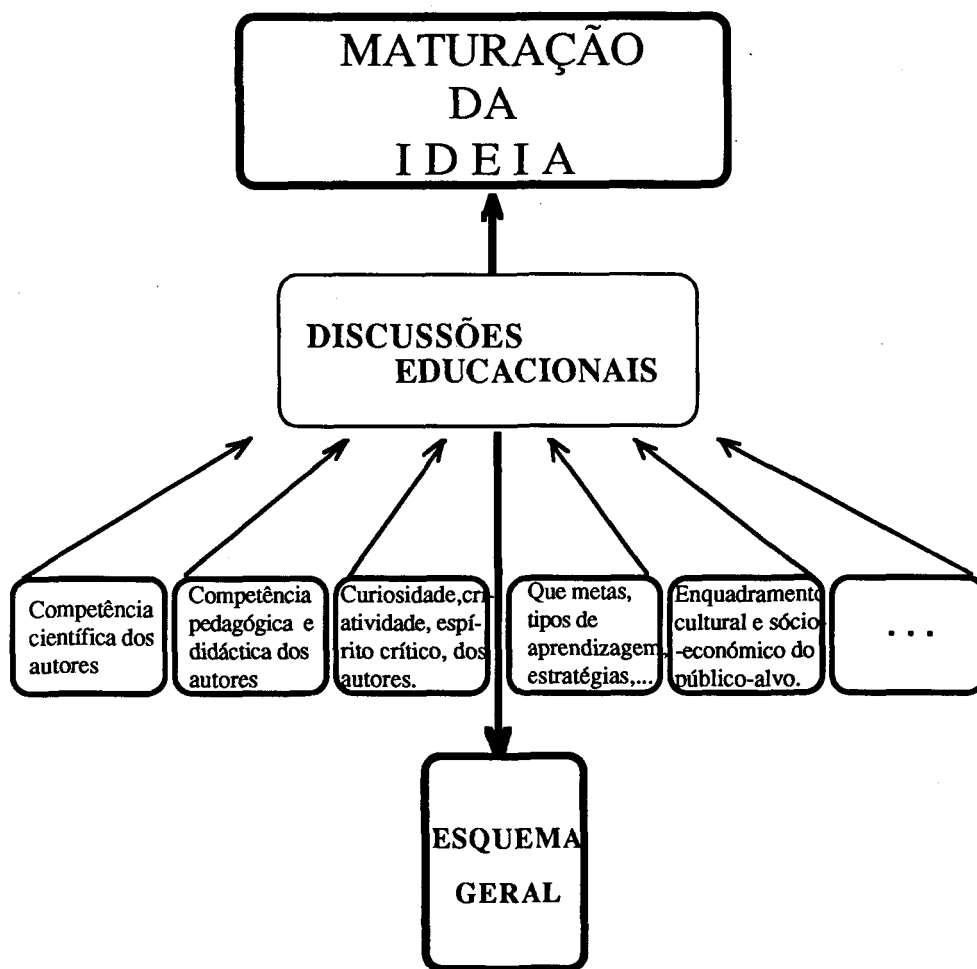 MATURAÇÃO
DA
I D E I A
DISCUSSÕES
EDUCACIONAIS
Competência
científica dos
autores
Competência
pedagógica e
didáctica dos
autores
Curiosidade,cri-
atividade, espí-
rito crítico, dos
autores.
Que metas,
tipos de
aprendizagem,
estratégias,...
Enquadramento
cultural e sócio-
-económico do
público-alvo.
...
ESQUEMA
GERAL